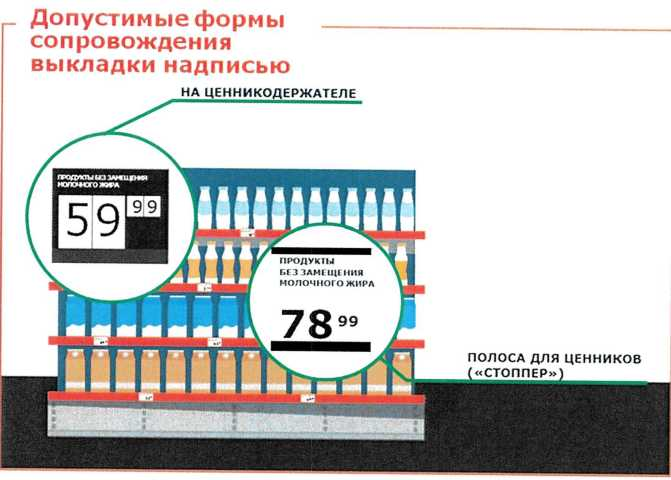 Допустимые формы
сопровождения
выкладки надписью
НА ЦЕННИКОДЕРЖАТЕЛЕ
ПРОДУКТЫ БЕЗ ЗАМЕЩЕНИЯ
МОЛОЧНОГО ЖИРА
59 99
ПРОДУКТЫ
БЕЗ ЗАМЕЩЕНИЯ
МОЛОЧНОГО ЖИРА
78 99
ПОЛОСА ДЛЯ ЦЕННИКОВ
(«СТОППЕР»)